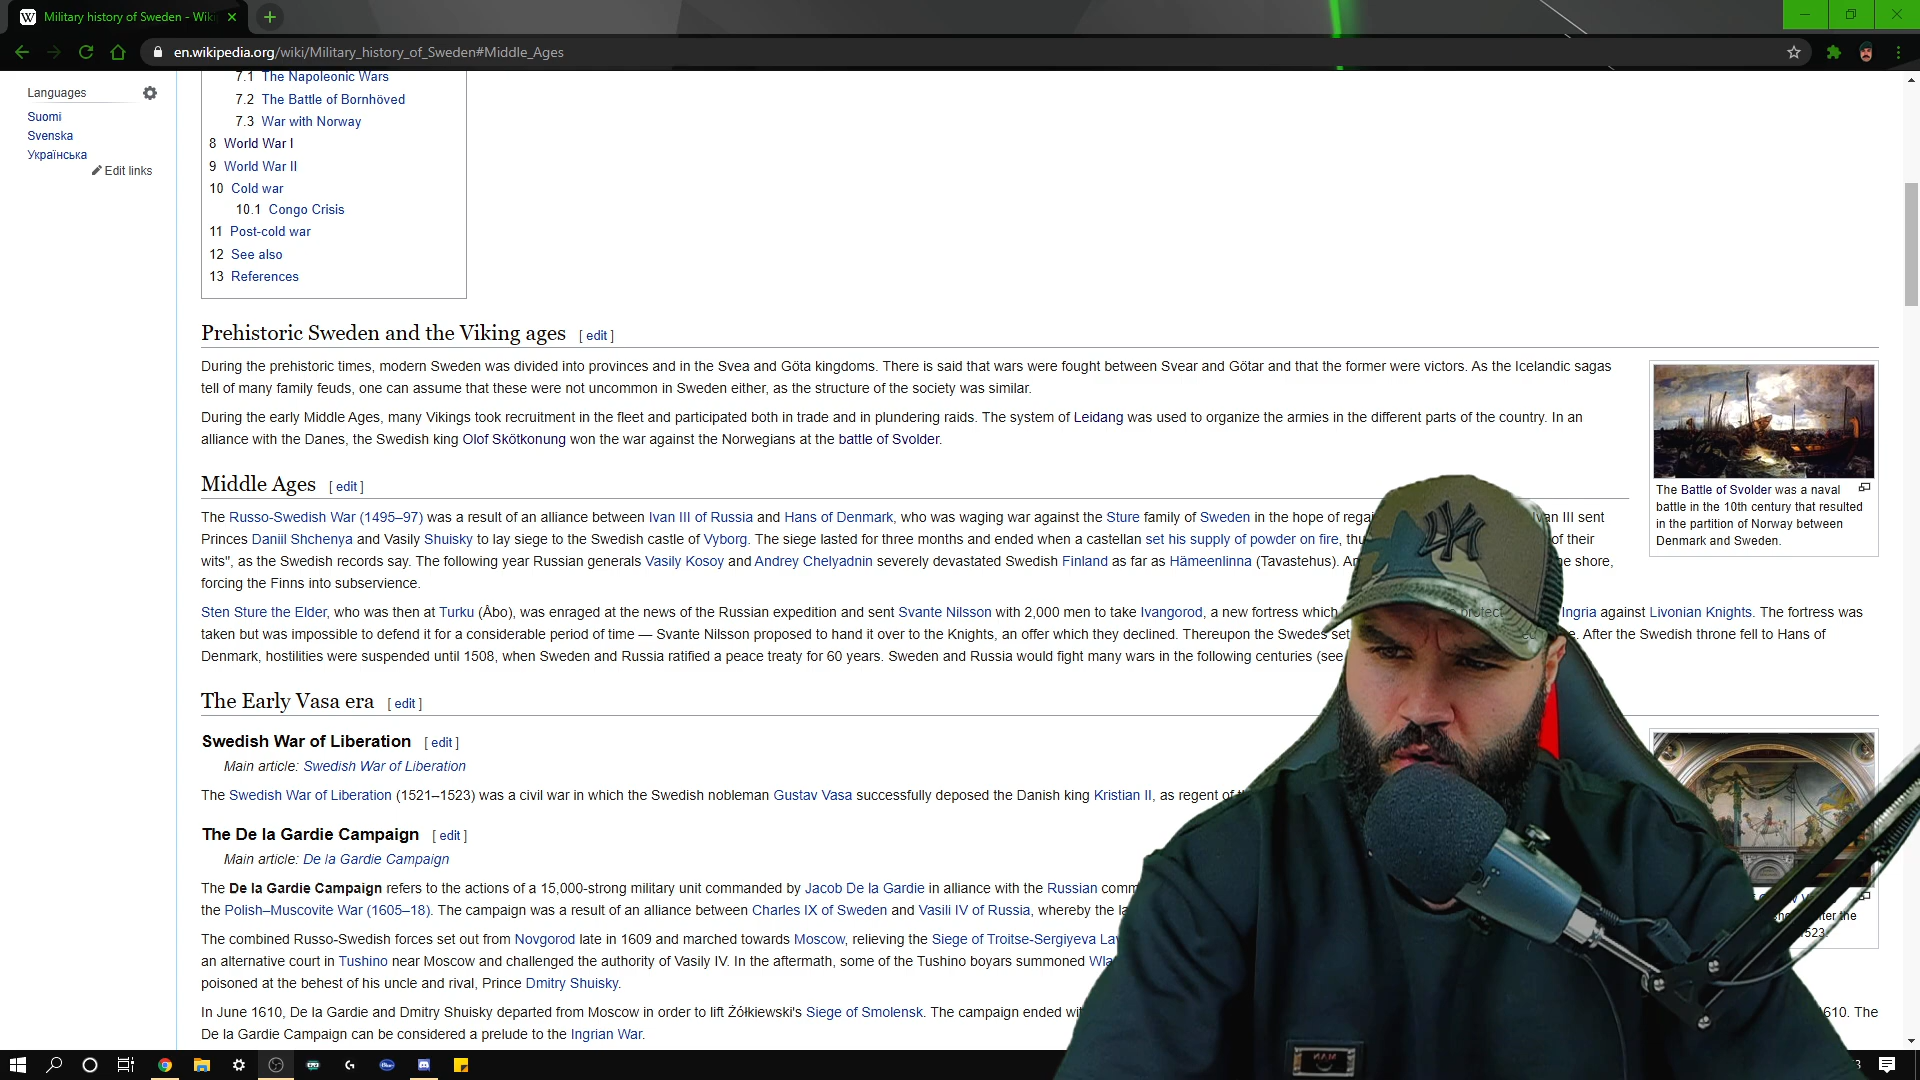 Military history of Sweden - Wiki
en.wikipedia.org/wiki/Military_history_of_Sweden#Middle_Ages
Languages
Suomi
Svenska
Українська
Edit links
7.1 The Napoleonic Wars
7.2 The Battle of Bornhöved
7.3 War with Norway
8 World War I
9 World War II
10 Cold war
10.1 Congo Crisis
11 Post-cold war
12 See also
13 References
Prehistoric Sweden and the Viking ages [ edit ]
During the prehistoric times, modern Sweden was divided into provinces and in the Svea and Göta kingdoms. There is said that wars were fought between Svear and Götar and that the former were victors. As the Icelandic sagas
tell of many family feuds, one can assume that these were not uncommon in Sweden either, as the structure of the society was similar.
During the early Middle Ages, many Vikings took recruitment in the fleet and participated both in trade and in plundering raids. The system of Leidang was used to organize the armies in the different parts of the country. In an
alliance with the Danes, the Swedish king Olof Skötkonung won the war against the Norwegians at the battle of Svolder.
The Battle of Svolder was a naval
battle in the 10th century that resulted
in the partition of Norway between
Denmark and Sweden.
Middle Ages [ edit ]
The Russo-Swedish War (1495–97) was a result of an alliance between Ivan III of Russia and Hans of Denmark, who was waging war against the Sture family of Sweden in the hope of Ivan III sent
Princes Daniil Shchenya and Vasily Shuisky to lay siege to the Swedish castle of Vyborg. The siege lasted for three months and ended when a castellan set his supply of powder on fire, of their
wits", as the Swedish records say. The following year Russian generals Vasily Kosoy and Andrey Chelyadnin severely devastated Swedish Finland as far as Hämeenlinna (Tavastehus). shore,
forcing the Finns into subservience.
Sten Sture the Elder, who was then at Turku (Åbo), was enraged at the news of the Russian expedition and sent Svante Nilsson with 2,000 men to take Ivangorod, a new fortress which protect Ingria against Livonian Knights. The fortress was
taken but was impossible to defend it for a considerable period of time — Svante Nilsson proposed to hand it over to the Knights, an offer which they declined. Thereupon the Swedes set After the Swedish throne fell to Hans of
Denmark, hostilities were suspended until 1508, when Sweden and Russia ratified a peace treaty for 60 years. Sweden and Russia would fight many wars in the following centuries (see
The Early Vasa era [ edit ]
Swedish War of Liberation [ edit ]
Main article: Swedish War of Liberation
The Swedish War of Liberation (1521–1523) was a civil war in which the Swedish nobleman Gustav Vasa successfully deposed the Danish king Kristian II, as regent of
The De la Gardie Campaign [ edit ]
Main article: De la Gardie Campaign
The De la Gardie Campaign refers to the actions of a 15,000-strong military unit commanded by Jacob De la Gardie in alliance with the Russian
the Polish–Muscovite War (1605–18). The campaign was a result of an alliance between Charles IX of Sweden and Vasili IV of Russia, whereby the
after the
1523.
The combined Russo-Swedish forces set out from Novgorod late in 1609 and marched towards Moscow, relieving the Siege of Troitse-Sergiyeva
an alternative court in Tushino near Moscow and challenged the authority of Vasily IV. In the aftermath, some of the Tushino boyars summoned
poisoned at the behest of his uncle and rival, Prince Dmitry Shuisky.
In June 1610, De la Gardie and Dmitry Shuisky departed from Moscow in order to lift Żółkiewski's Siege of Smolensk. The campaign ended 1610. The
De la Gardie Campaign can be considered a prelude to the Ingrian War.
NY